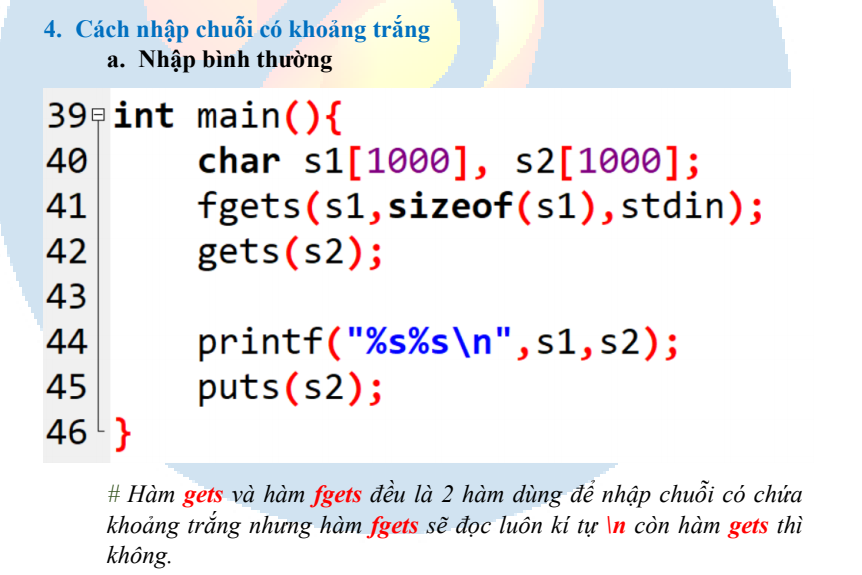 4. Cách nhập chuỗi có khoảng trắng
a. Nhập bình thường
39 int main(){
40 char s1[1000], s2[1000];
41 fgets(s1,sizeof(s1),stdin);
42 gets(s2);
43
44 printf("%s%s\n",s1,s2);
45 puts(s2);
46 }
# Hàm gets và hàm fgets đều là 2 hàm dùng để nhập chuỗi có chứa
khoảng trắng nhưng hàm fgets sẽ đọc luôn kí tự \n còn hàm gets thì
không.